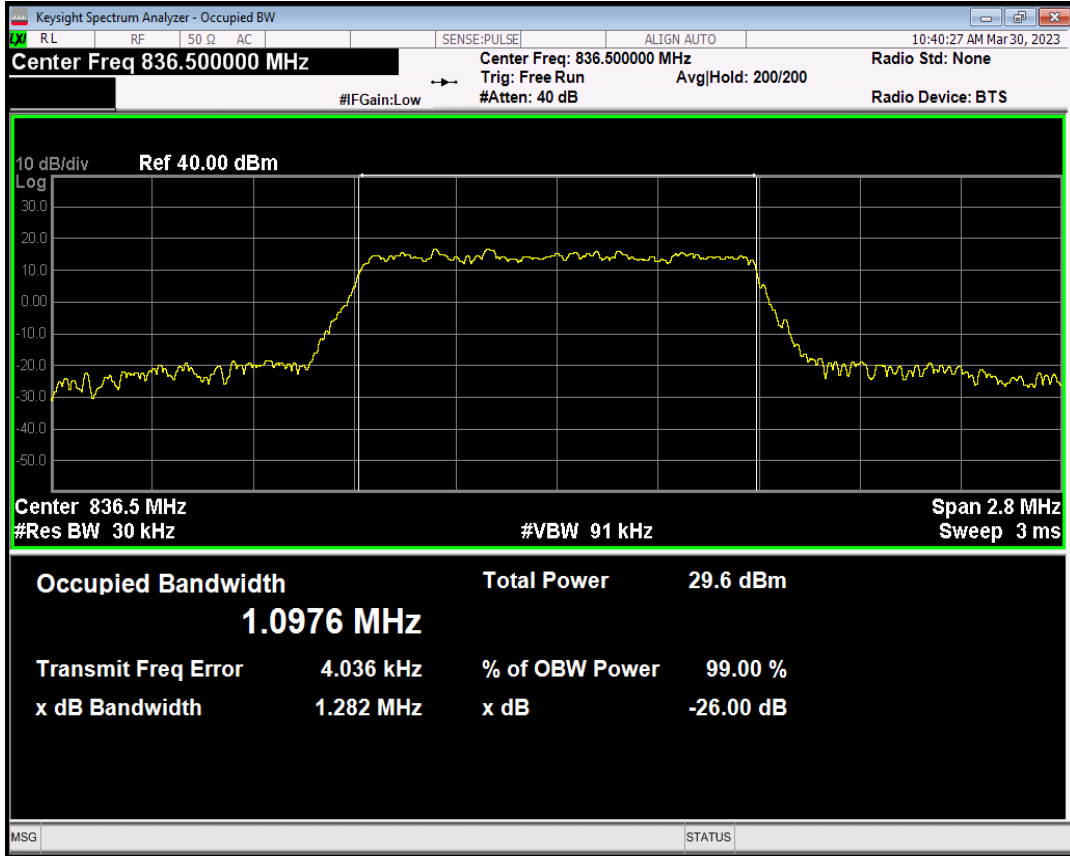 Keysight Spectrum Analyzer - Occupied BW
LXI RL RF 50 Ω AC SENSE:PULSE ALIGN AUTO 10:40:27 AM Mar 30, 2023
Center Freq 836.500000 MHz
Center Freq: 836.500000 MHz
Radio Std: None
Trig: Free Run Avg|Hold: 200/200
#IFGain:Low #Atten: 40 dB Radio Device: BTS
10 dB/div Ref 40.00 dBm
Log
30.0
20.0
10.0
0.00
-10.0
-20.0
-30.0
-40.0
-50.0
Center 836.5 MHz Span 2.8 MHz
#Res BW 30 kHz #VBW 91 kHz Sweep 3 ms
Occupied Bandwidth Total Power 29.6 dBm
1.0976 MHz
Transmit Freq Error 4.036 kHz % of OBW Power 99.00 %
x dB Bandwidth 1.282 MHz x dB -26.00 dB
MSG STATUS